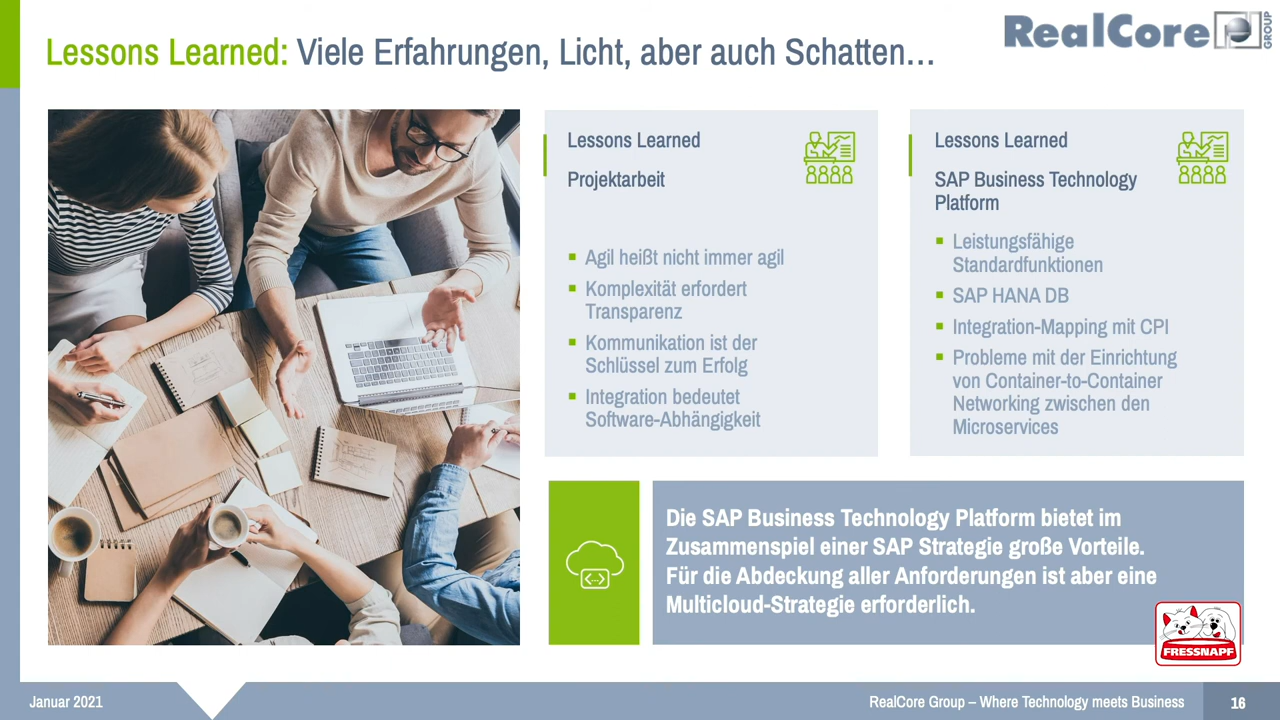 Lessons Learned: Viele Erfahrungen, Licht, aber auch Schatten...
RealCore
GROUP
Lessons Learned
Projektarbeit
Agil heißt nicht immer agil
Komplexität erfordert
Transparenz
Kommunikation ist der
Schlüssel zum Erfolg
Integration bedeutet
Software-Abhängigkeit
Lessons Learned
SAP Business Technology
Platform
Leistungsfähige
Standardfunktionen
SAP HANA DB
Integration-Mapping mit CPI
Probleme mit der Einrichtung
von Container-to-Container
Networking zwischen den
Microservices
Die SAP Business Technology Platform bietet im
Zusammenspiel einer SAP Strategie große Vorteile.
Für die Abdeckung aller Anforderungen ist aber eine
Multicloud-Strategie erforderlich.
FRESSNAPF
Januar 2021
RealCore Group – Where Technology meets Business
16